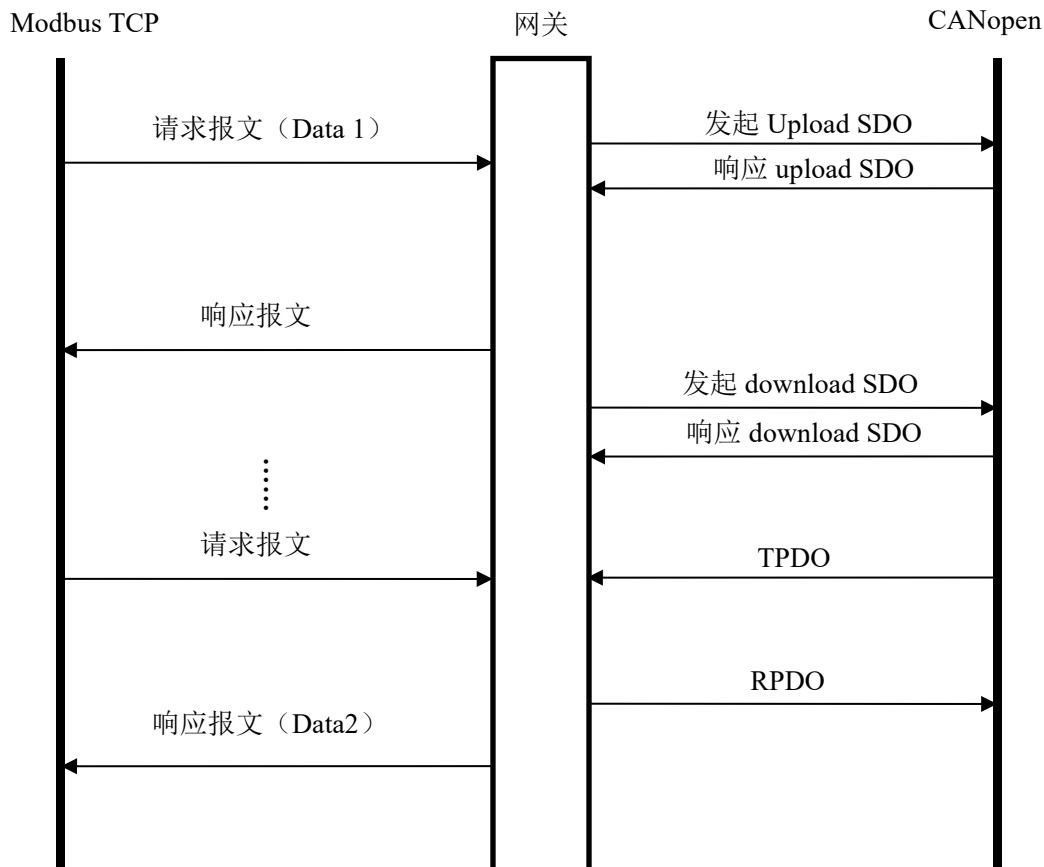 Modbus TCP
网关
CANopen
请求报文（Data 1）
发起 Upload SDO
响应 upload SDO
响应报文
发起 download SDO
响应 download SDO
请求报文
TPDO
RPDO
响应报文（Data2）